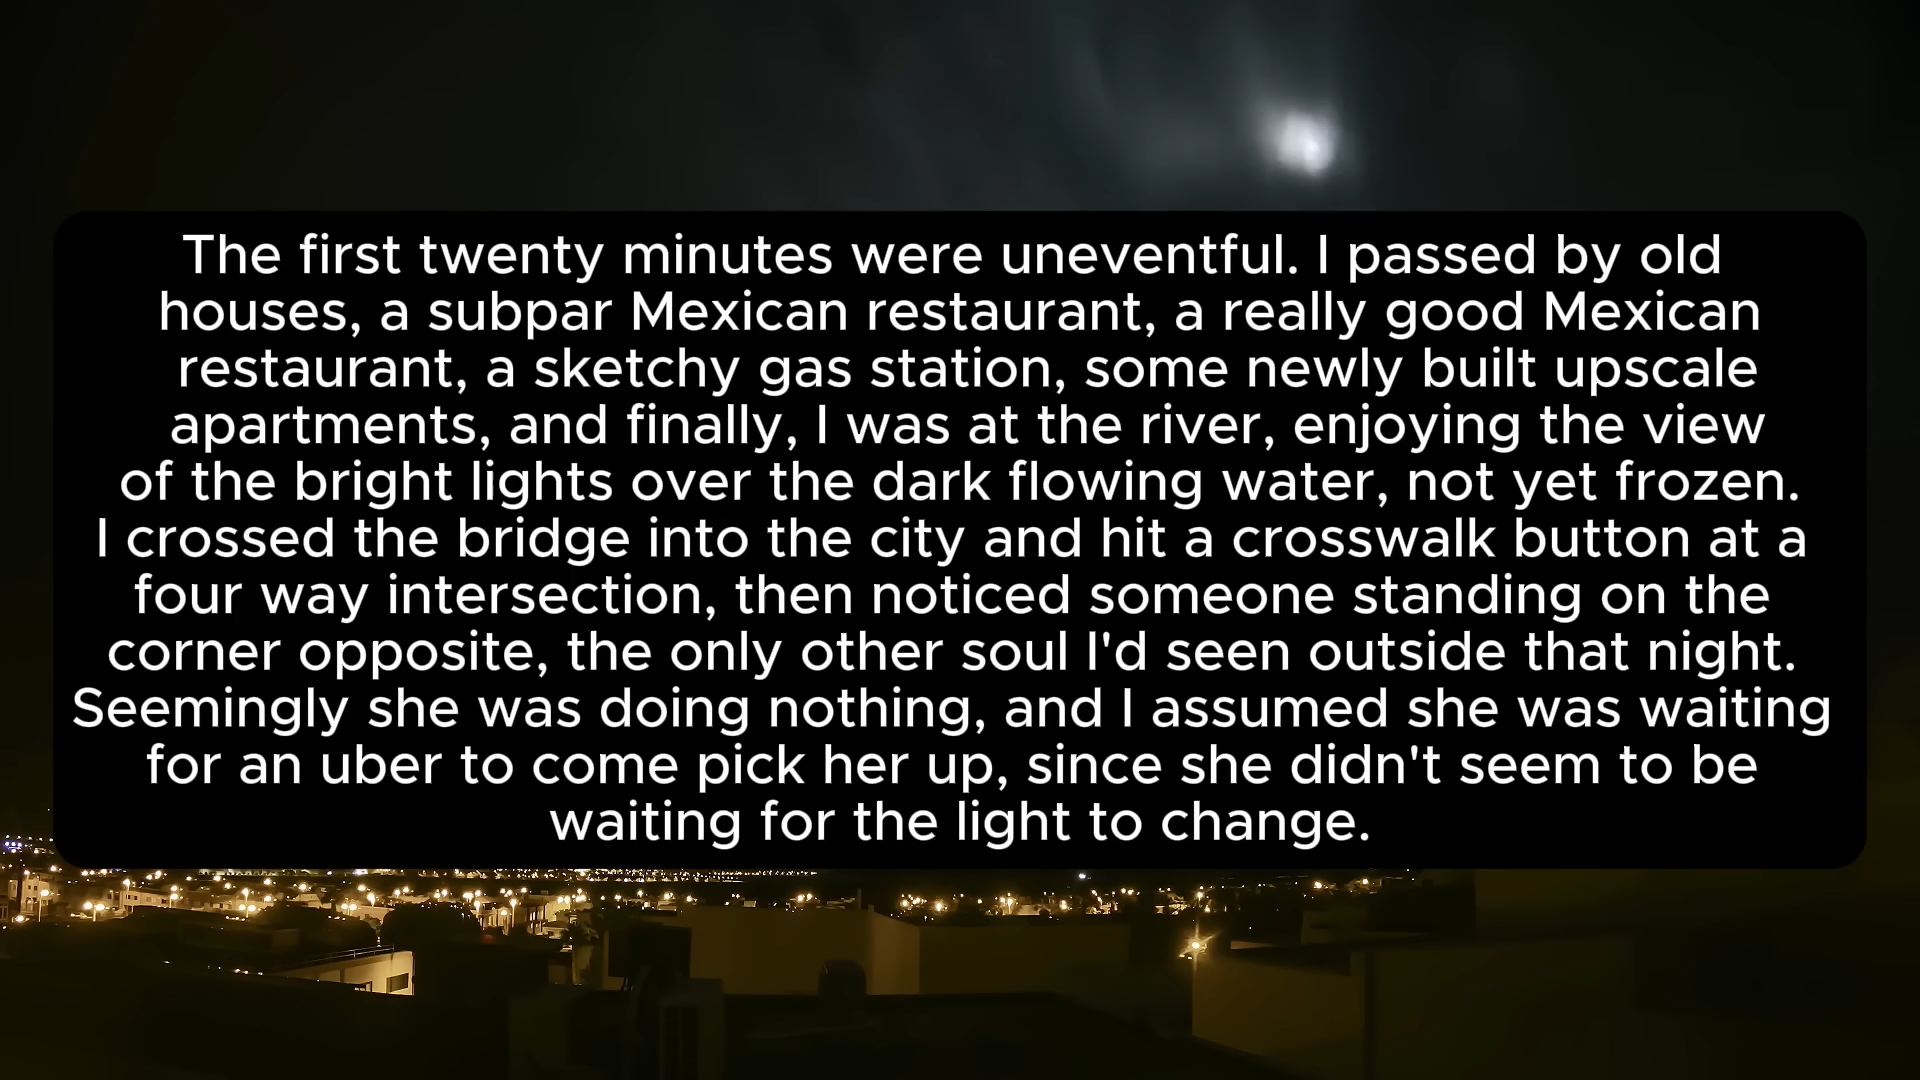 The first twenty minutes were uneventful. I passed by old
houses, a subpar Mexican restaurant, a really good Mexican
restaurant, a sketchy gas station, some newly built upscale
apartments, and finally, I was at the river, enjoying the view
of the bright lights over the dark flowing water, not yet frozen.
I crossed the bridge into the city and hit a crosswalk button at a
four way intersection, then noticed someone standing on the
corner opposite, the only other soul I'd seen outside that night.
Seemingly she was doing nothing, and I assumed she was waiting
for an uber to come pick her up, since she didn't seem to be
waiting for the light to change.